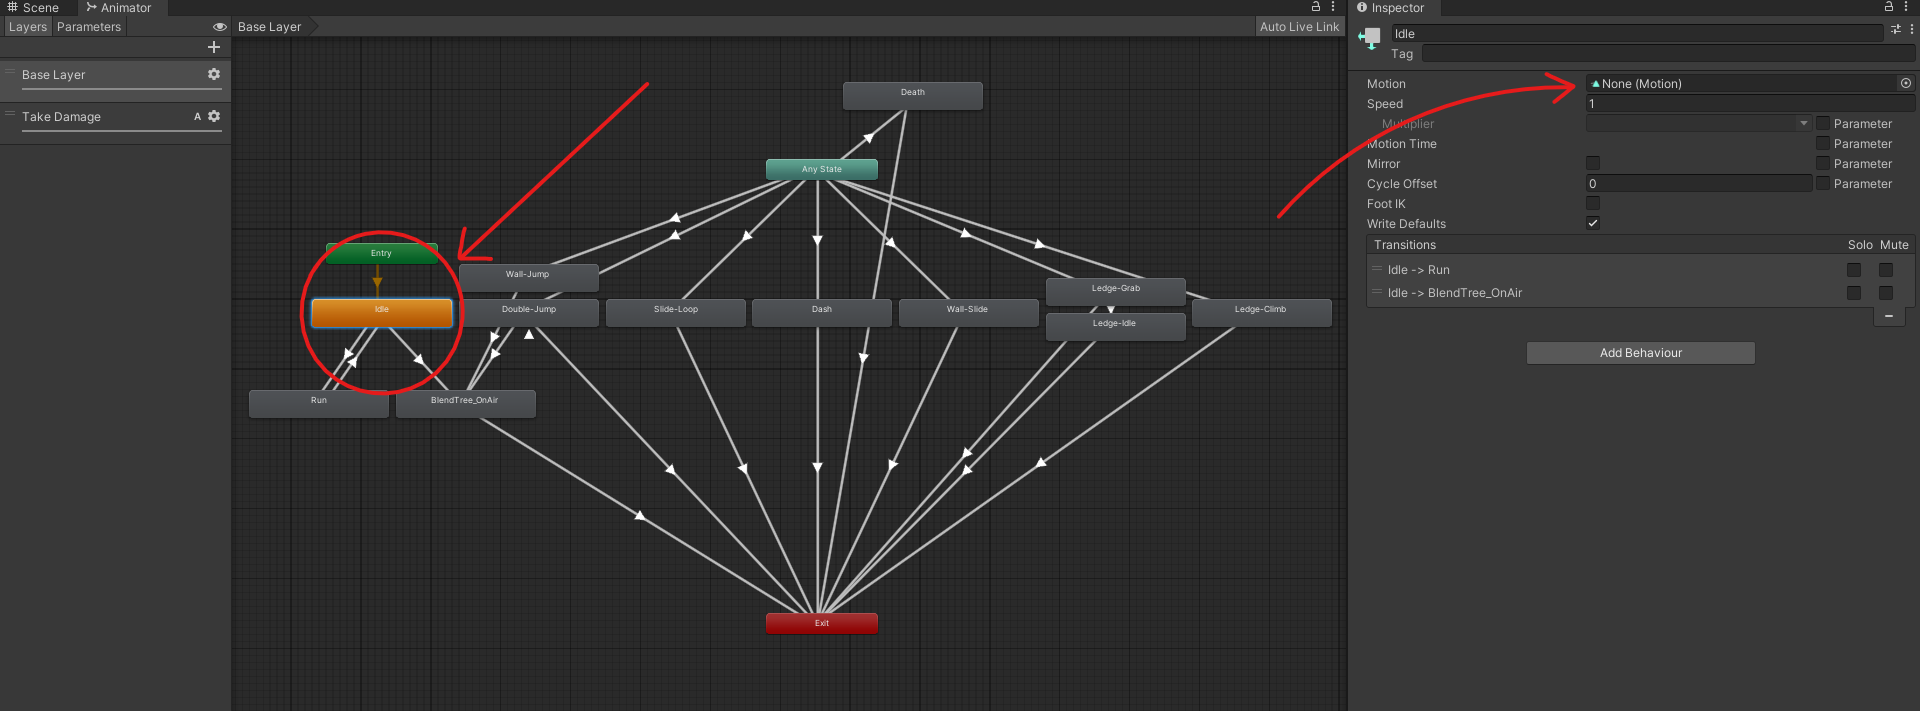 Scene
Animator
Inspector
Layers
Parameters
Base Layer
Auto Live Link
Base Layer
Take Damage
A
Death
Any State
Entry
Wall-Jump
Idle
Double-Jump
Slide-Loop
Dash
Wall-Slide
Ledge-Grab
Ledge-Idle
Ledge-Climb
Run
BlendTree_OnAir
Exit
Idle
Tag
Motion
None (Motion)
Speed
1
Multiplier
Parameter
Motion Time
Parameter
Mirror
Parameter
Cycle Offset
0
Parameter
Foot IK
Write Defaults
Transitions
Solo
Mute
Idle -> Run
Idle -> BlendTree_OnAir
Add Behaviour